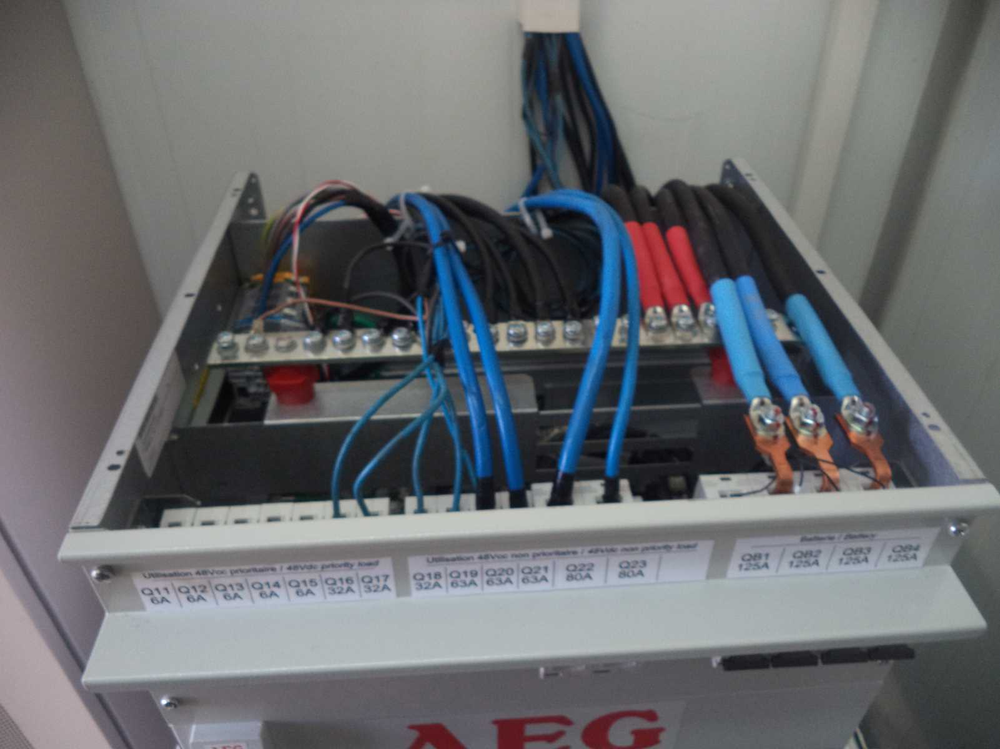 Utilisation 48Vcc prioritaire / 48Vdc priority load
Q11 Q12 Q13 Q14 Q15 Q16 Q17
6A 6A 6A 6A 6A 32A 32A
Utilisation 48Vcc non prioritaire / 48Vdc non priority load
Q18 Q19 Q20 Q21 Q22 Q23
32A 63A 63A 63A 80A 80A
Batterie / Battery
QB1 QB2 QB3 QB4
125A 125A 125A 125A
AEG
AEG